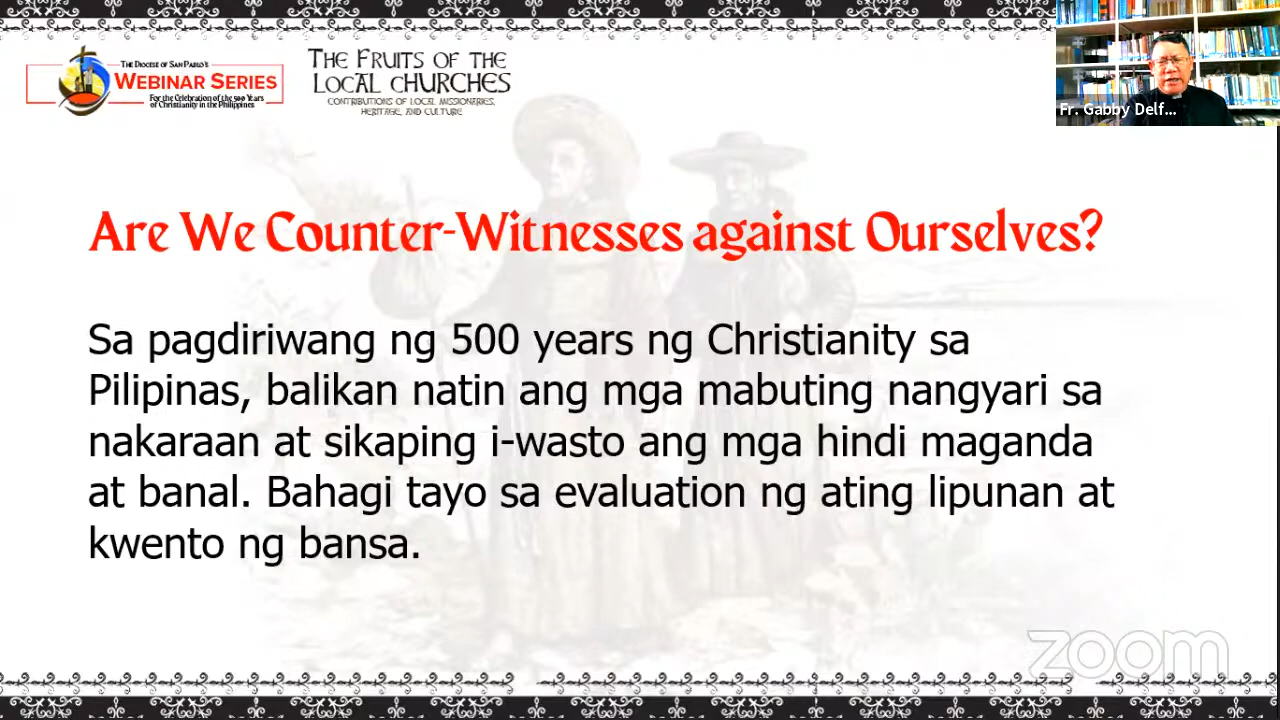 The Diocese of San Pablo's
Webinar Series
For the Celebration of the 500 Years
of Christianity in the Philippines
The Fruits of the
Local Churches
Contributions of Local Missionaries,
Heritage, and Culture
Fr. Gabby Delf...
Are We Counter-Witnesses against Ourselves?
Sa pagdiriwang ng 500 years ng Christianity sa
Pilipinas, balikan natin ang mga mabuting nangyari sa
nakaraan at sikaping i-wasto ang mga hindi maganda
at banal. Bahagi tayo sa evaluation ng ating lipunan at
kwento ng bansa.
zoom